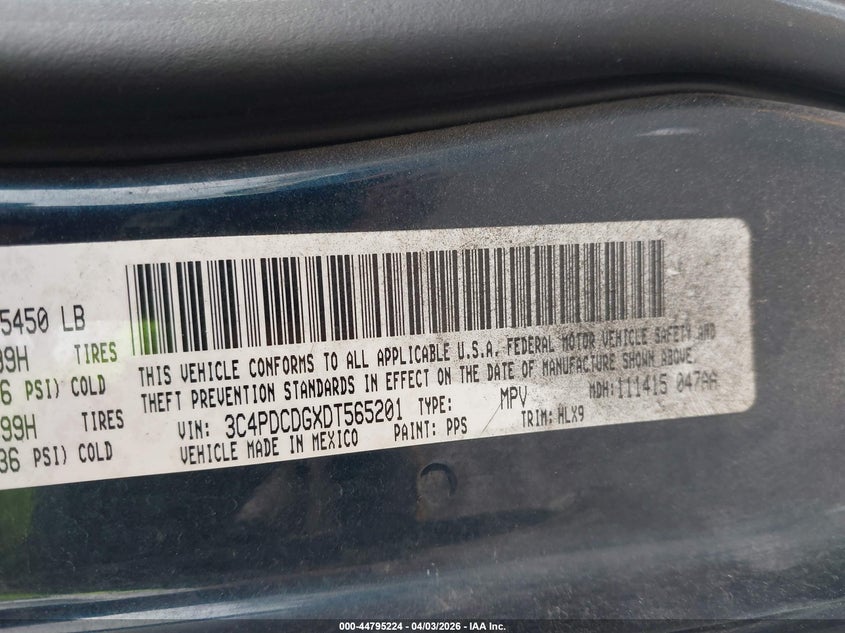 5450 LB
99H TIRES
6 PSI) COLD
99H TIRES
36 PSI) COLD
THIS VEHICLE CONFORMS TO ALL APPLICABLE U.S.A. FEDERAL MOTOR VEHICLE SAFETY AND
THEFT PREVENTION STANDARDS IN EFFECT ON THE DATE OF MANUFACTURE SHOWN ABOVE.
VIN: 3C4PDCDGXDT565201 TYPE: MPV MDH: 111415 047AA
VEHICLE MADE IN MEXICO PAINT: PPS TRIM: HLX9
000-44795224 | 04/03/2026 | IAA Inc.